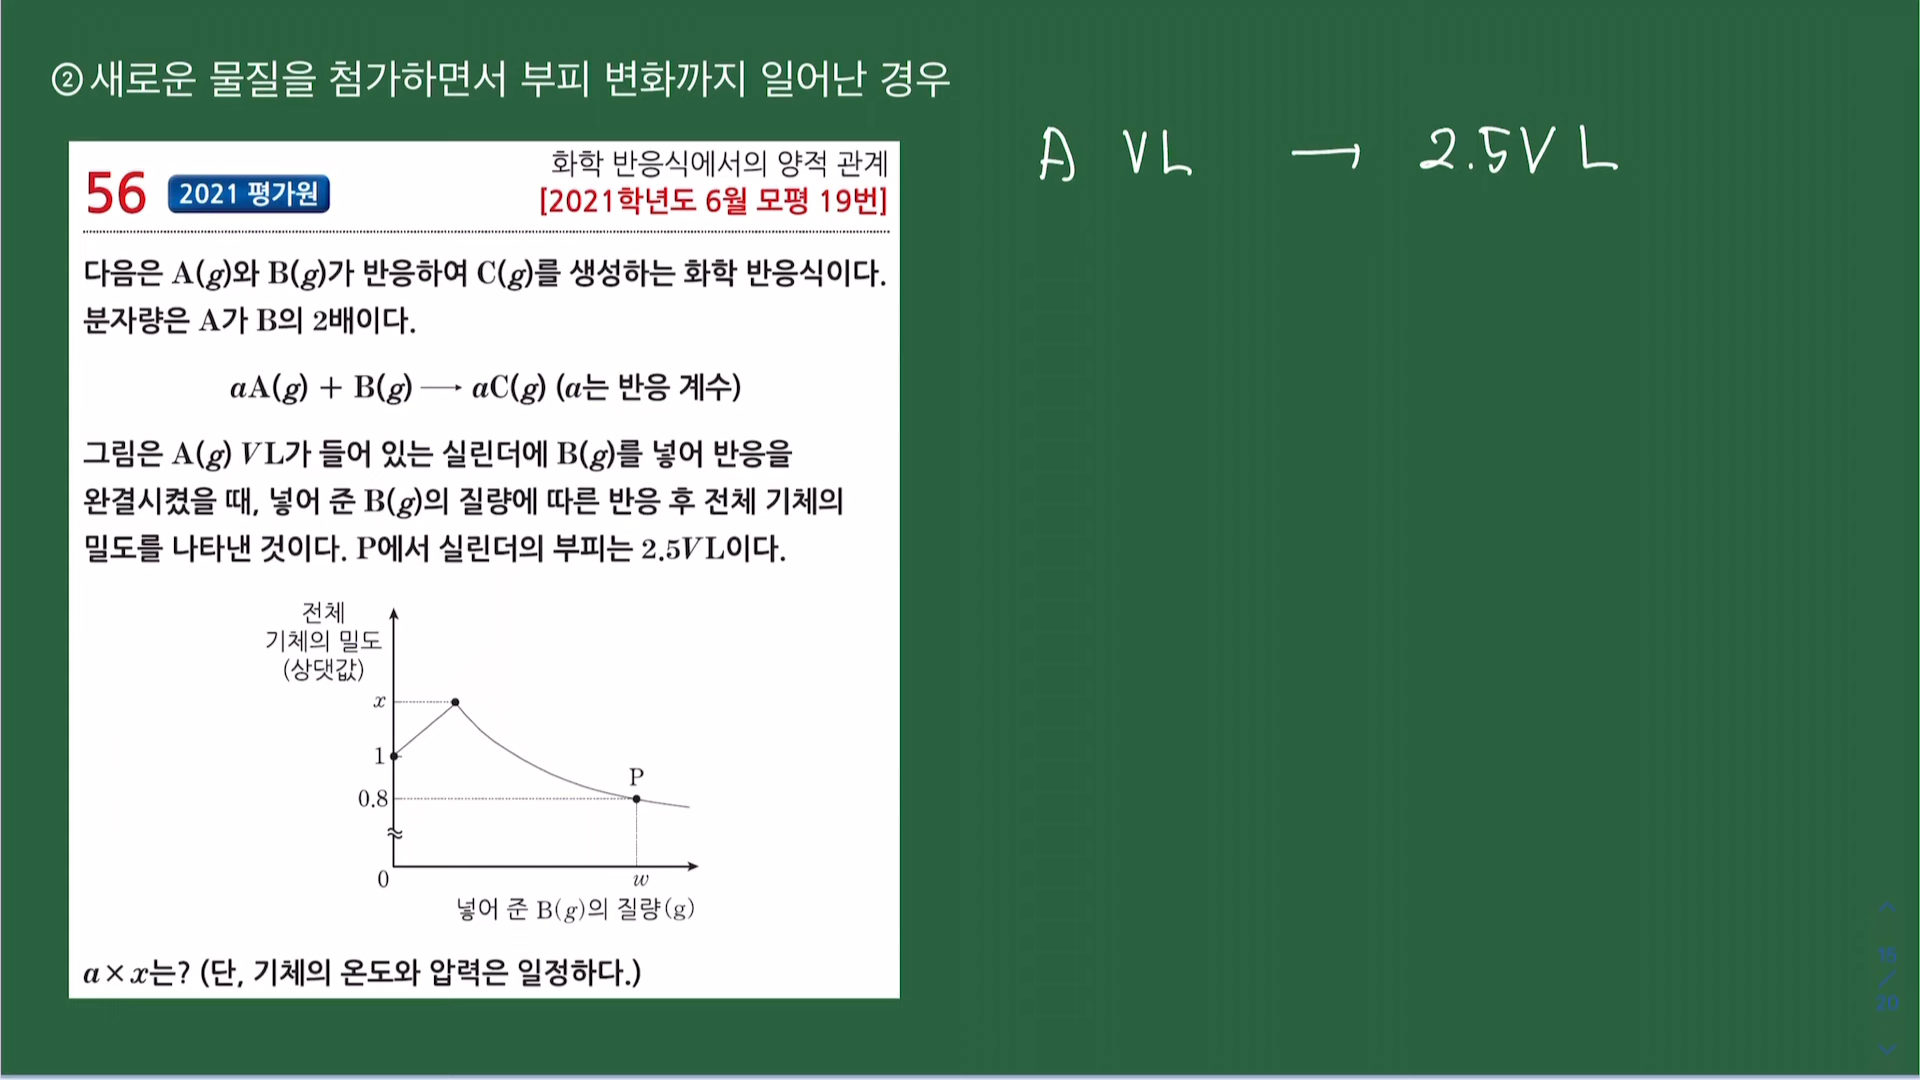 ②새로운 물질을 첨가하면서 부피 변화까지 일어난 경우
A VL → 2.5VL
56 2021 평가원
화학 반응식에서의 양적 관계
[2021학년도 6월 모평 19번]
다음은 A(g)와 B(g)가 반응하여 C(g)를 생성하는 화학 반응식이다.
분자량은 A가 B의 2배이다.
aA(g) + B(g) ⟶ aC(g) (a는 반응 계수)
그림은 A(g) VL가 들어 있는 실린더에 B(g)를 넣어 반응을
완결시켰을 때, 넣어 준 B(g)의 질량에 따른 반응 후 전체 기체의
밀도를 나타낸 것이다. P에서 실린더의 부피는 2.5VL이다.
전체
기체의 밀도
(상댓값)
x
1
P
0.8
0
w
넣어 준 B(g)의 질량(g)
a×x는? (단, 기체의 온도와 압력은 일정하다.)
15
/
20